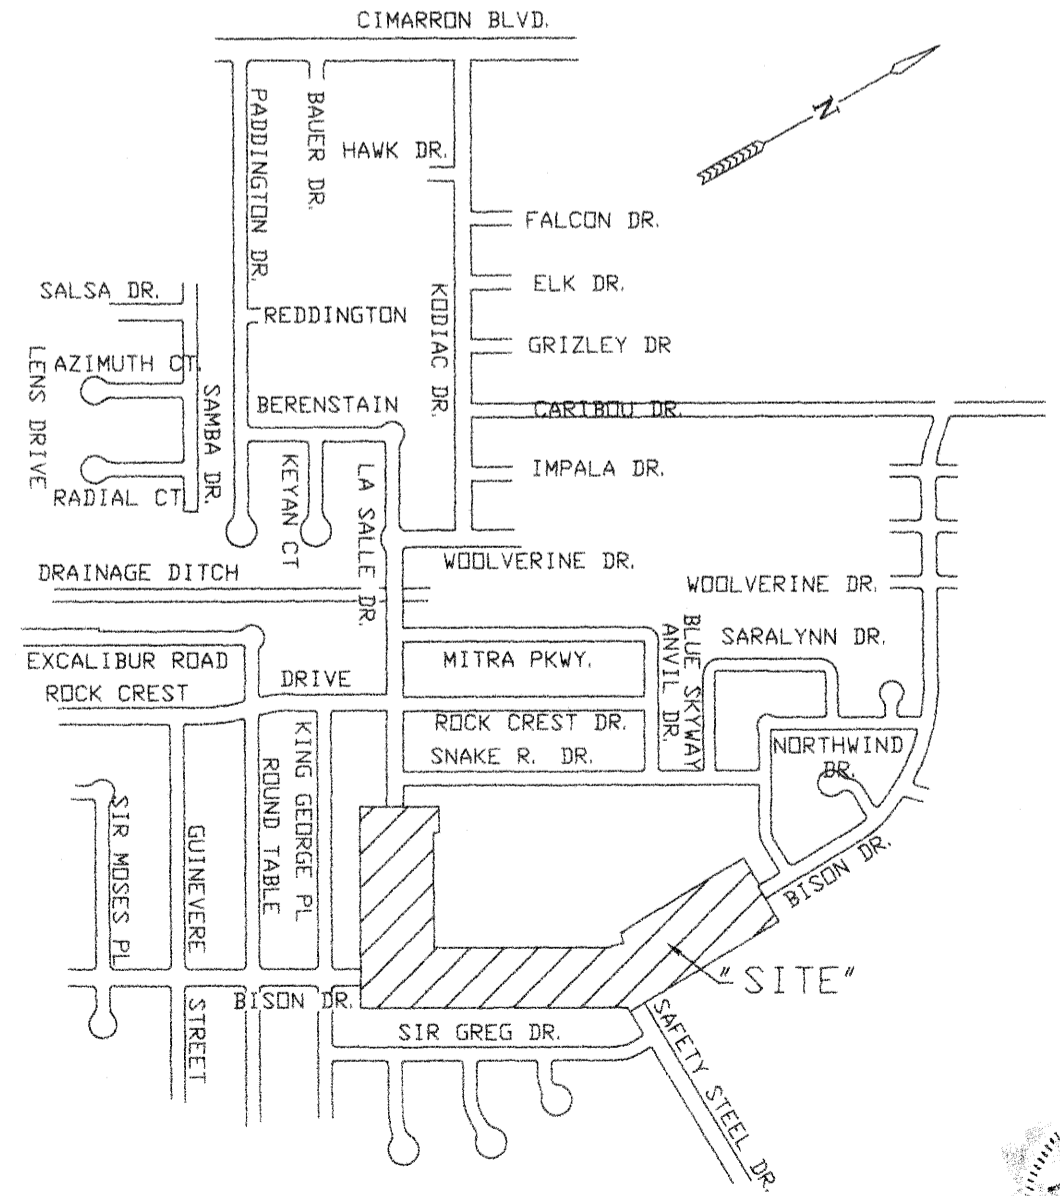 CIMARRON BLVD.
N
PADDINGTON DR.
BAUER DR.
HAWK DR.
FALCON DR.
ELK DR.
SALSA DR.
KODIAC DR.
REDDINGTON
GRIZLEY DR
LENS DRIVE
AZIMUTH CT.
SAMBA DR.
BERENSTAIN
CARIBOU DR.
KEYAN CT
LA SALLE DR.
IMPALA DR.
RADIAL CT
WOOLVERINE DR.
DRAINAGE DITCH
WOOLVERINE DR.
BLUE SKYWAY
ANVIL DR.
SARALYNN DR.
EXCALIBUR ROAD
MITRA PKWY.
ROCK CREST
DRIVE
ROCK CREST DR.
SNAKE R. DR.
NORTHWIND
DR.
KING GEORGE PL
ROUND TABLE
SIR MOSES PL
GUINEVERE
STREET
BISON DR.
"SITE"
BISON DR.
SIR GREG DR.
SAFETY STEEL DR.